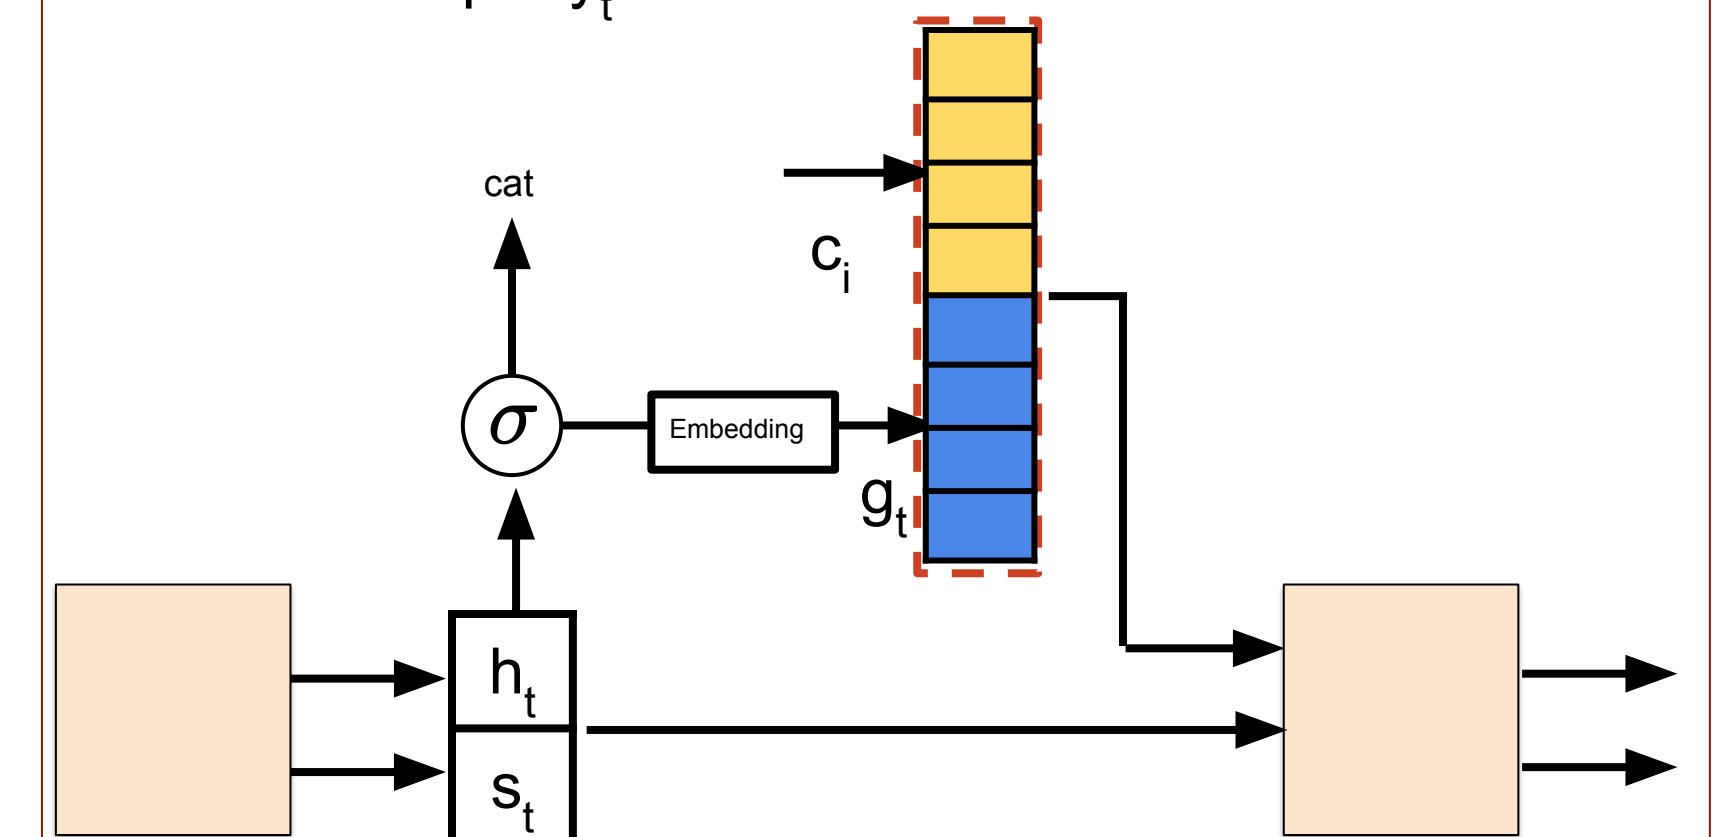 cat
c_i
σ
Embedding
g_t
h_t
s_t